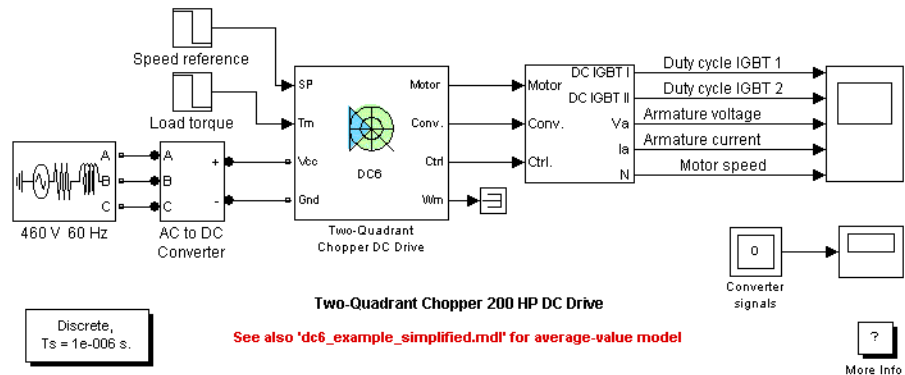 Speed reference
Load torque
A
B
C
460 V 60 Hz
A
B
C
+
-
AC to DC
Converter
SP
Tm
Vcc
Gnd
Motor
Conv.
Ctrl
Wm
DC6
Two-Quadrant
Chopper DC Drive
Motor
Conv.
Ctrl.
DC IGBT I
DC IGBT II
Va
Ia
N
Duty cycle IGBT 1
Duty cycle IGBT 2
Armature voltage
Armature current
Motor speed
0
Converter
signals
Two-Quadrant Chopper 200 HP DC Drive
See also 'dc6_example_simplified.mdl' for average-value model
Discrete,
Ts = 1e-006 s.
?
More Info